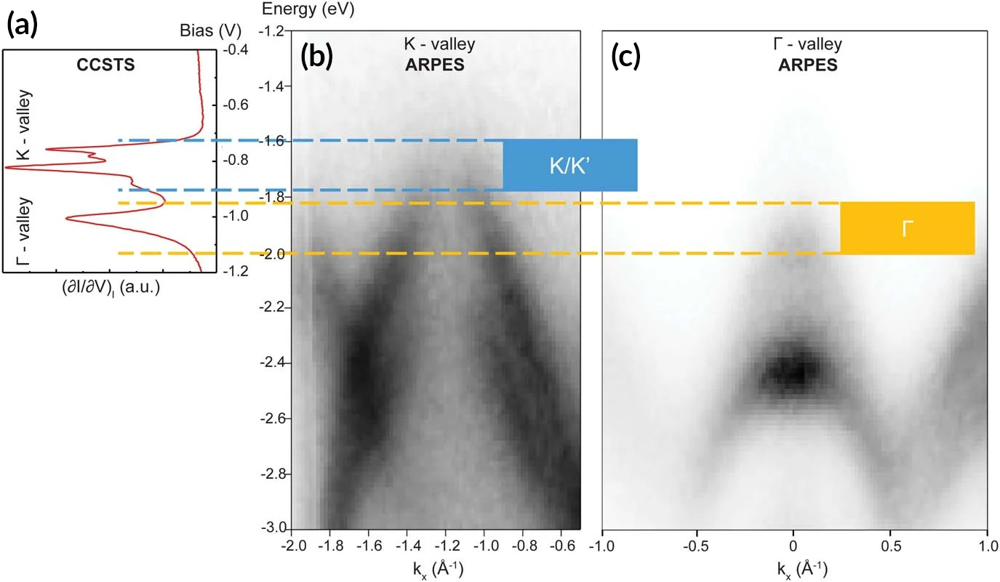 (a)
Bias (V)
CCSTS
K - valley
Γ - valley
-0.4
-0.6
-0.8
-1.0
-1.2
(∂I/∂V)I (a.u.)
Energy (eV)
(b)
K - valley
ARPES
-1.2
-1.4
-1.6
-1.8
-2.0
-2.2
-2.4
-2.6
-2.8
-3.0
-2.0 -1.8 -1.6 -1.4 -1.2 -1.0 -0.8 -0.6
kx (Å-1)
K/K’
(c)
Γ - valley
ARPES
Γ
-1.0 -0.5 0 0.5 1.0
kx (Å-1)